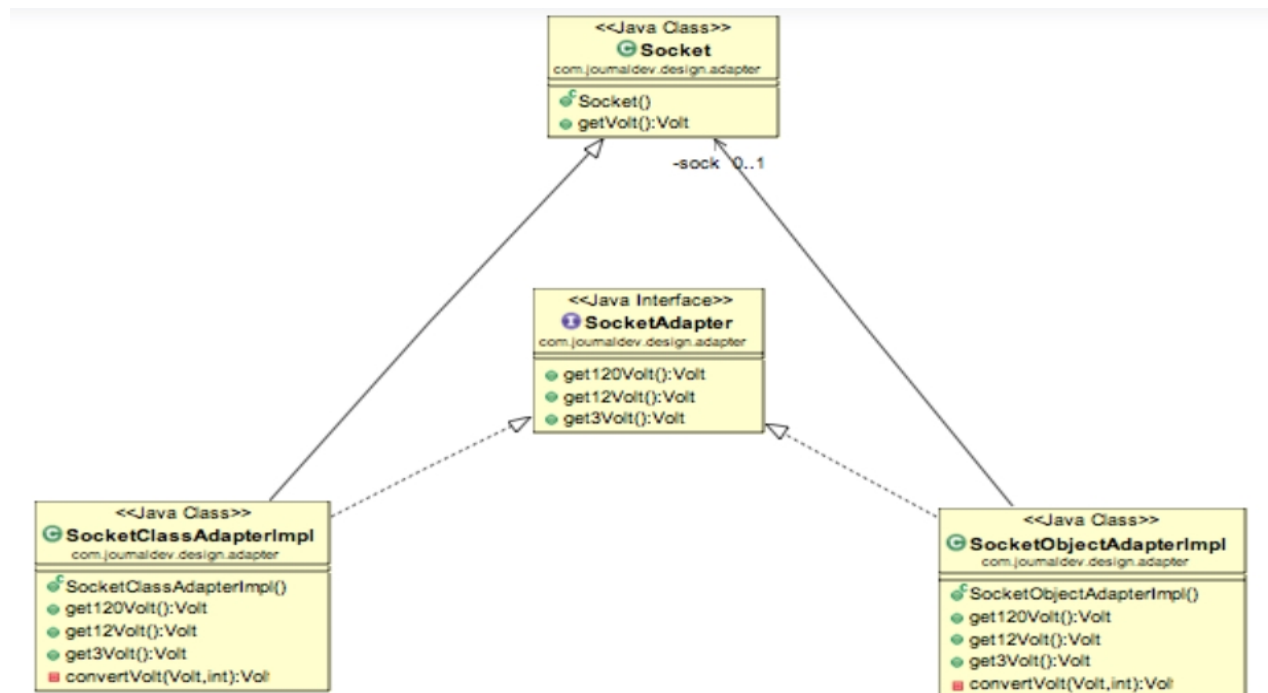 <<Java Class>>
Socket
com.journaldev.design.adapter
Socket()
getVolt():Volt
-sock 0..1
<<Java Interface>>
SocketAdapter
com.journaldev.design.adapter
get120Volt():Volt
get12Volt():Volt
get3Volt():Volt
<<Java Class>>
SocketClassAdapterImpl
com.journaldev.design.adapter
SocketClassAdapterImpl()
get120Volt():Volt
get12Volt():Volt
get3Volt():Volt
convertVolt(Volt,int):Vol
<<Java Class>>
SocketObjectAdapterImpl
com.journaldev.design.adapter
SocketObjectAdapterImpl()
get120Volt():Volt
get12Volt():Volt
get3Volt():Volt
convertVolt(Volt,int):Vol